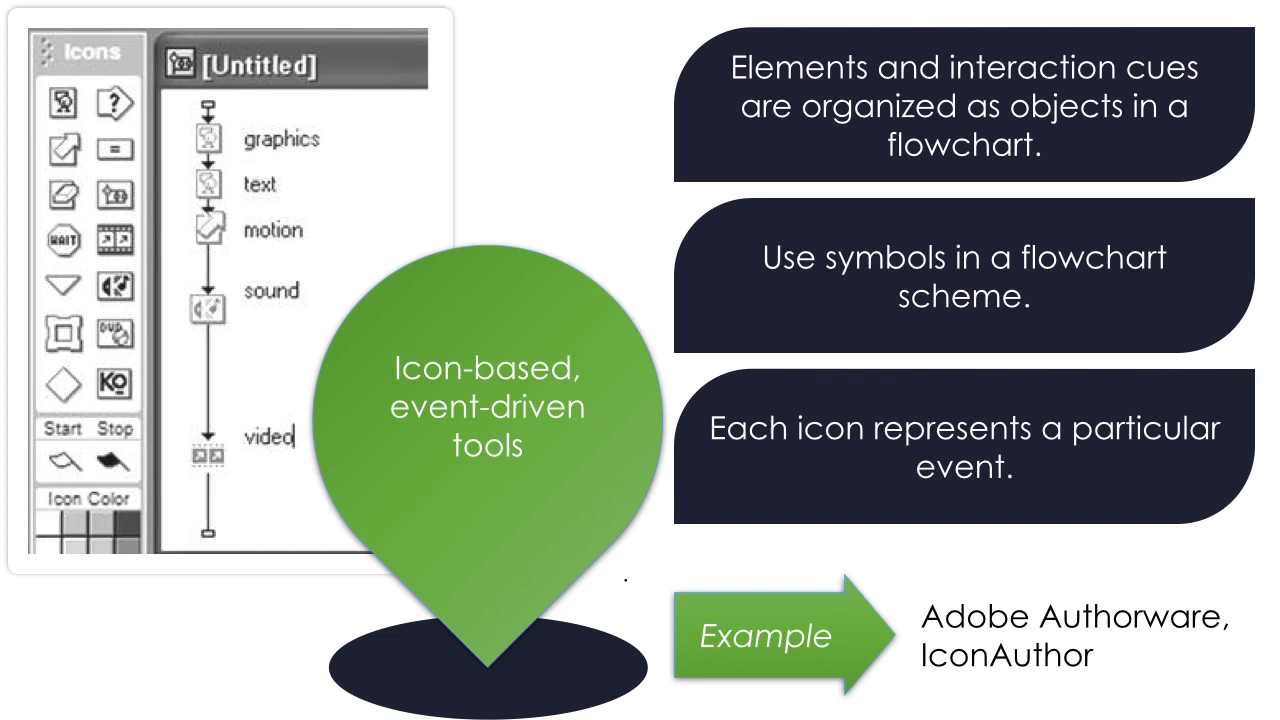 Icons
[Untitled]
?
=
WAIT
DVD
KO
Start Stop
Icon Color
graphics
text
motion
sound
video
Icon-based,
event-driven
tools
Elements and interaction cues
are organized as objects in a
flowchart.
Use symbols in a flowchart
scheme.
Each icon represents a particular
event.
.
Example
Adobe Authorware,
IconAuthor